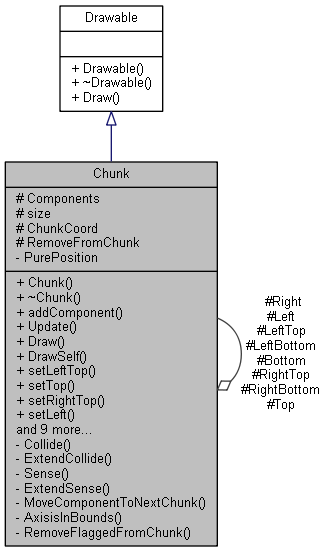 Drawable
+ Drawable()
+ ~Drawable()
+ Draw()
Chunk
# Components
# size
# ChunkCoord
# RemoveFromChunk
- PurePosition
+ Chunk()
+ ~Chunk()
+ addComponent()
+ Update()
+ Draw()
+ DrawSelf()
+ setLeftTop()
+ setTop()
+ setRightTop()
+ setLeft()
and 9 more...
- Collide()
- ExtendCollide()
- Sense()
- ExtendSense()
- MoveComponentToNextChunk()
- AxisisInBounds()
- RemoveFlaggedFromChunk()
#Right
#Left
#LeftTop
#LeftBottom
#Bottom
#RightTop
#RightBottom
#Top